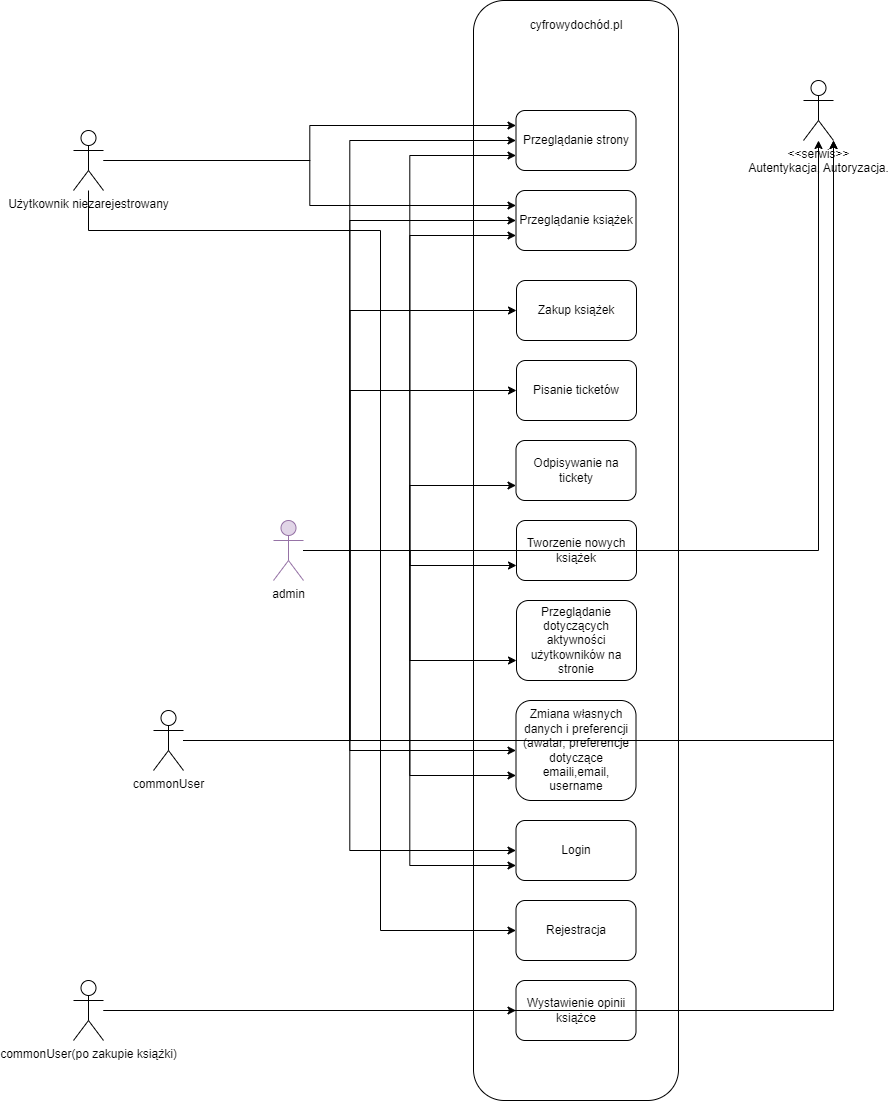 cyfrowydochód.pl
Przeglądanie strony
<<serwis>>
Autentykacja, Autoryzacja.
Użytkownik niezarejestrowany
Przeglądanie książek
Zakup książek
Pisanie ticketów
Odpisywanie na
tickety
Tworzenie nowych
książek
admin
Przeglądanie
dotyczących
aktywności
użytkowników na
stronie
Zmiana własnych
danych i preferencji
(awatar, preferencje
dotyczące
emaili,email,
username
commonUser
Login
Rejestracja
Wystawienie opinii
książce
commonUser(po zakupie książki)